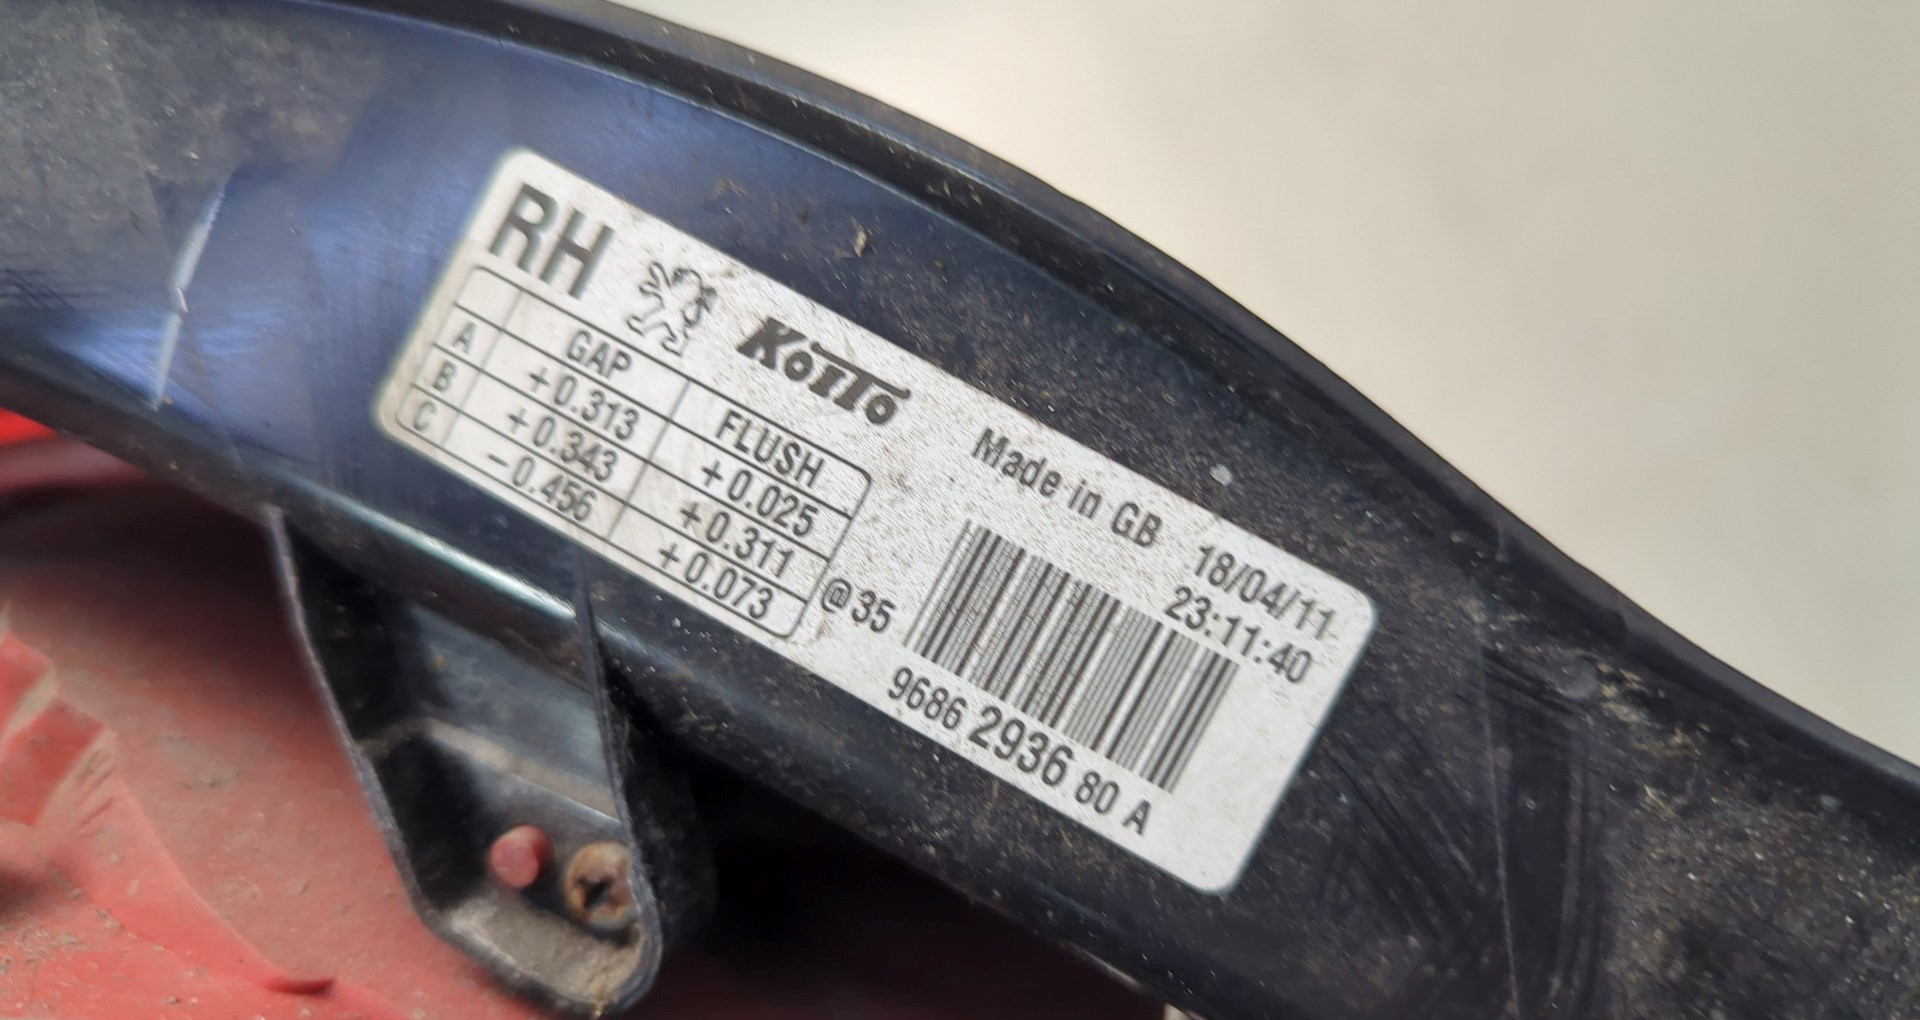 RH
KoıTo
GAP FLUSH
A +0.313 +0.025
B +0.343 +0.311
C -0.456 +0.073
@35
Made in GB
18/04/11
23:11:40
9686 2936 80 A